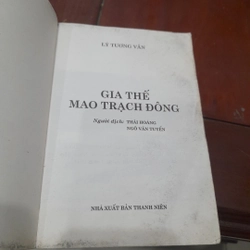 LÝ TƯỜNG VÂN
GIA THẾ
MAO TRẠCH ĐÔNG
Người dịch: THÁI HOÀNG
NGÔ VĂN TUYỂN
NHÀ XUẤT BẢN THANH NIÊN